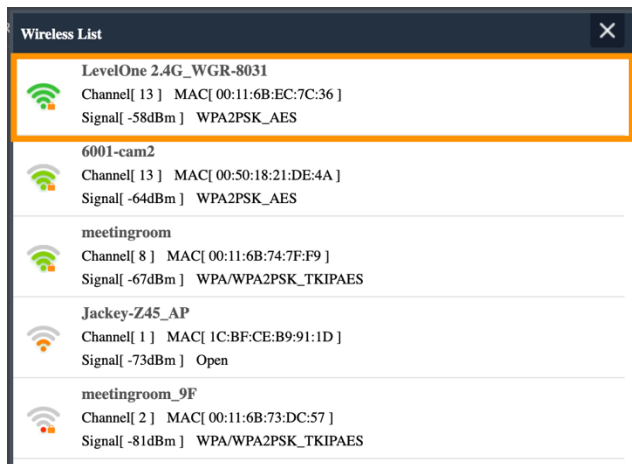 Wireless List
LevelOne 2.4G_WGR-8031
Channel[ 13 ] MAC[ 00:11:6B:EC:7C:36 ]
Signal[ -58dBm ] WPA2PSK_AES
6001-cam2
Channel[ 13 ] MAC[ 00:50:18:21:DE:4A ]
Signal[ -64dBm ] WPA2PSK_AES
meetingroom
Channel[ 8 ] MAC[ 00:11:6B:74:7F:F9 ]
Signal[ -67dBm ] WPA/WPA2PSK_TKIPAES
Jackey-Z45_AP
Channel[ 1 ] MAC[ 1C:BF:CE:B9:91:1D ]
Signal[ -73dBm ] Open
meetingroom_9F
Channel[ 2 ] MAC[ 00:11:6B:73:DC:57 ]
Signal[ -81dBm ] WPA/WPA2PSK_TKIPAES